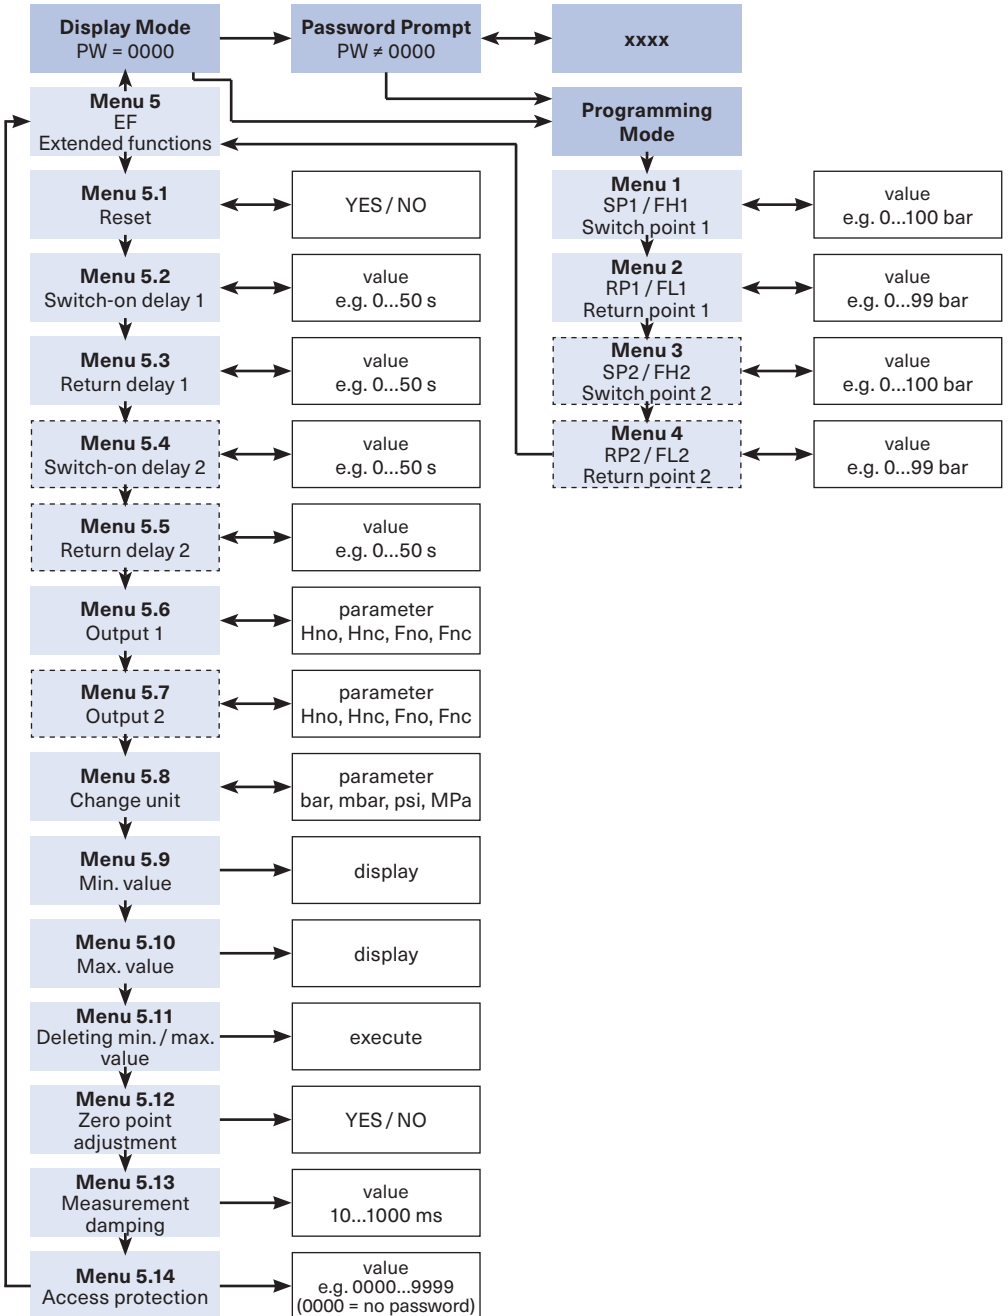 Display Mode
PW = 0000
Password Prompt
PW ≠ 0000
xxxx
Menu 5
EF
Extended functions
Programming
Mode
Menu 5.1
Reset
YES / NO
Menu 1
SP1 / FH1
Switch point 1
value
e.g. 0...100 bar
Menu 5.2
Switch-on delay 1
value
e.g. 0...50 s
Menu 2
RP1 / FL1
Return point 1
value
e.g. 0...99 bar
Menu 5.3
Return delay 1
value
e.g. 0...50 s
Menu 3
SP2 / FH2
Switch point 2
value
e.g. 0...100 bar
Menu 5.4
Switch-on delay 2
value
e.g. 0...50 s
Menu 4
RP2 / FL2
Return point 2
value
e.g. 0...99 bar
Menu 5.5
Return delay 2
value
e.g. 0...50 s
Menu 5.6
Output 1
parameter
Hno, Hnc, Fno, Fnc
Menu 5.7
Output 2
parameter
Hno, Hnc, Fno, Fnc
Menu 5.8
Change unit
parameter
bar, mbar, psi, MPa
Menu 5.9
Min. value
display
Menu 5.10
Max. value
display
Menu 5.11
Deleting min. / max.
value
execute
Menu 5.12
Zero point
adjustment
YES / NO
Menu 5.13
Measurement
damping
value
10...1000 ms
Menu 5.14
Access protection
value
e.g. 0000...9999
(0000 = no password)